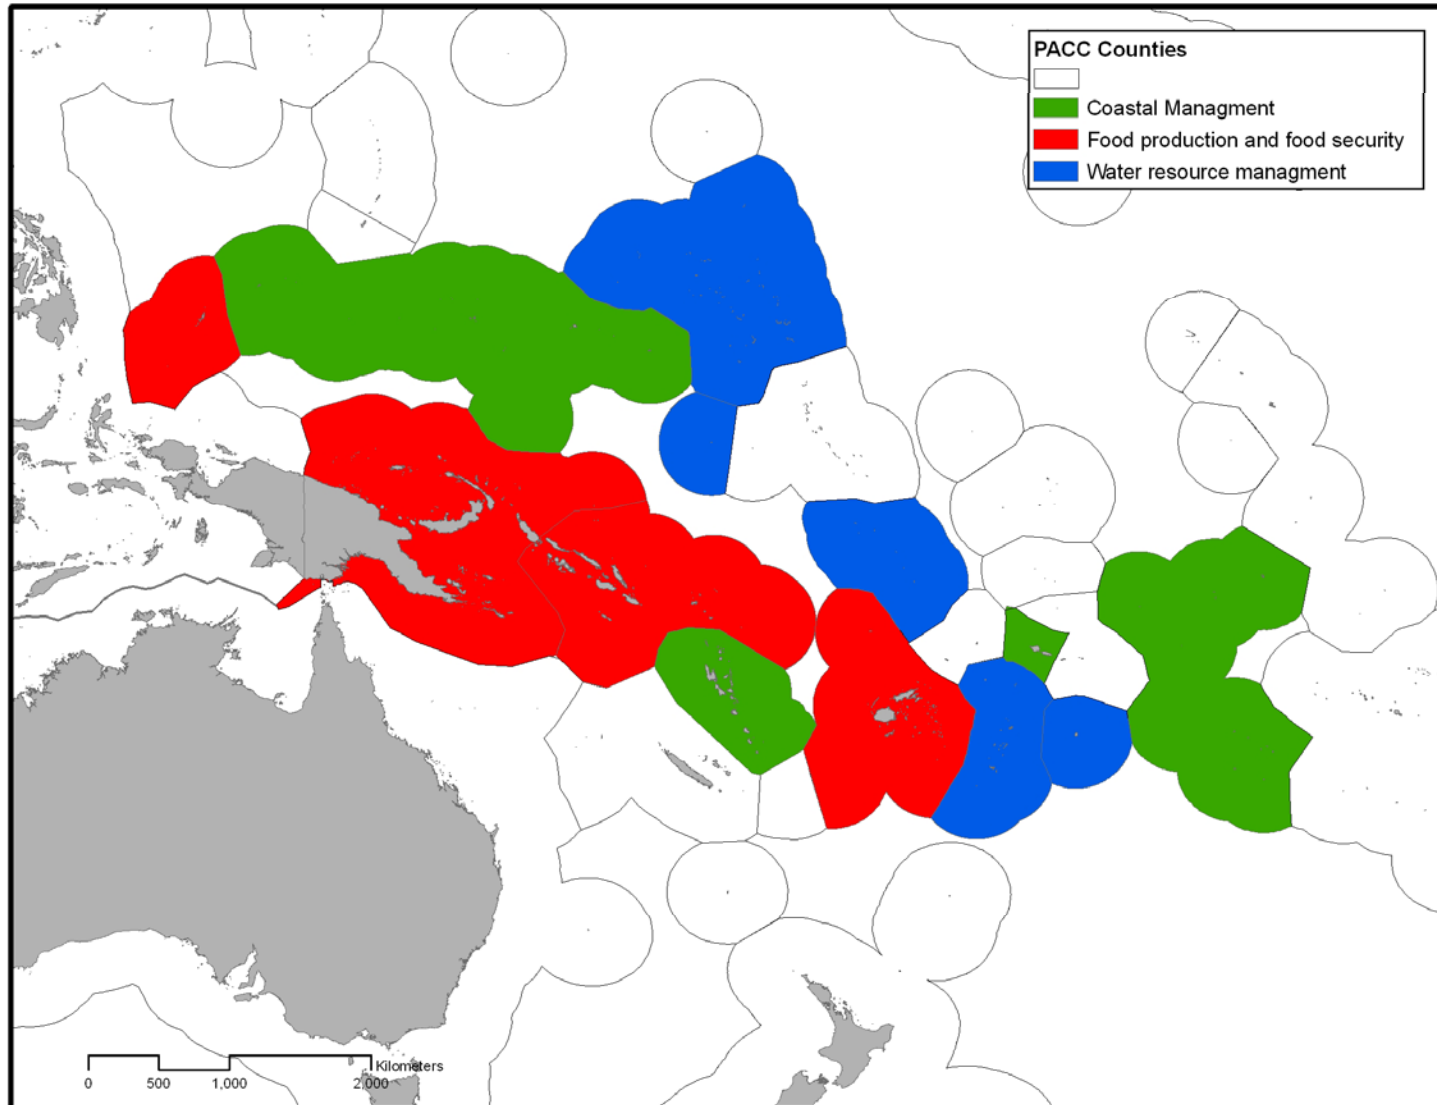 PACC Counties
Coastal Managment
Food production and food security
Water resource managment
Kilometers
0 500 1,000 2,000